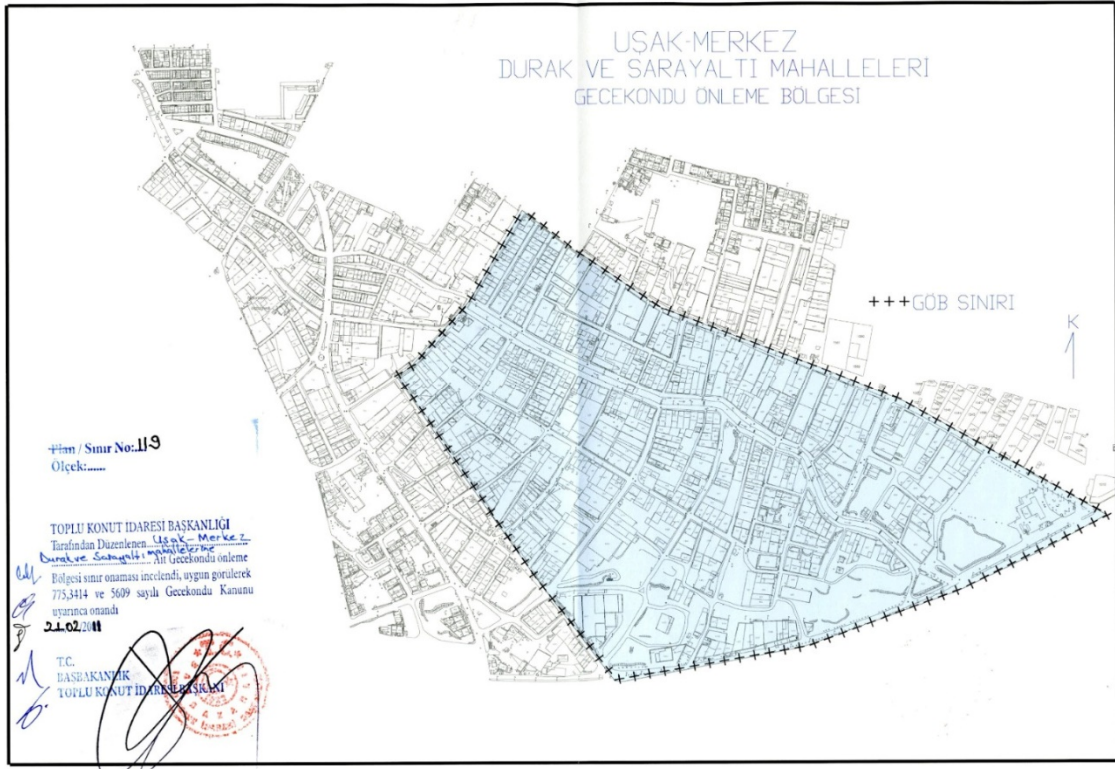 UŞAK-MERKEZ
DURAK VE SARAYALTI MAHALLELERİ
GECEKONDU ÖNLEME BÖLGESİ
+++GÖB SINIRI
K
Plan / Sınır No:.119
Ölçek:......
TOPLU KONUT İDARESİ BAŞKANLIĞI
Tarafından Düzenlenen Uşak-Merkez
Durak ve Sarayaltı mahallelerine Ait Gecekondu önleme
Bölgesi sınır onaması incelendi, uygun görülerek
775,3414 ve 5609 sayılı Gecekondu Kanunu
uyarınca onandı
21.02/2011
T.C.
BAŞBAKANLIK
TOPLU KONUT İDARESİ BAŞKANI